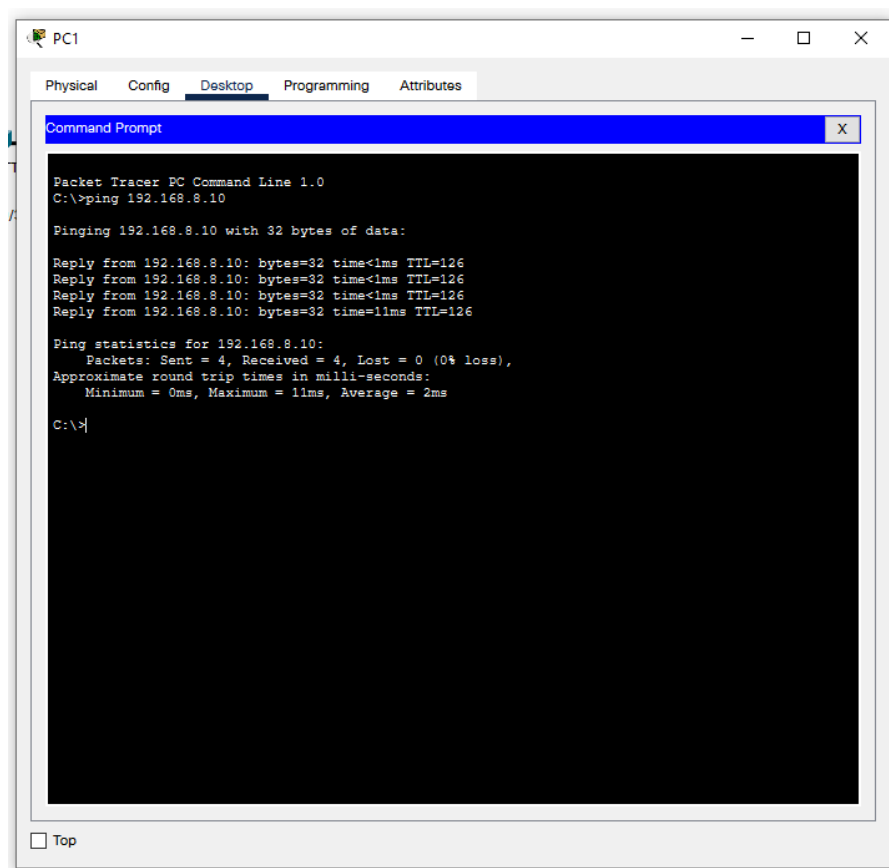 PC1
Physical Config Desktop Programming Attributes
Command Prompt
X
Packet Tracer PC Command Line 1.0
C:\>ping 192.168.8.10
Pinging 192.168.8.10 with 32 bytes of data:
Reply from 192.168.8.10: bytes=32 time<1ms TTL=126
Reply from 192.168.8.10: bytes=32 time<1ms TTL=126
Reply from 192.168.8.10: bytes=32 time<1ms TTL=126
Reply from 192.168.8.10: bytes=32 time=11ms TTL=126
Ping statistics for 192.168.8.10:
Packets: Sent = 4, Received = 4, Lost = 0 (0% loss),
Approximate round trip times in milli-seconds:
Minimum = 0ms, Maximum = 11ms, Average = 2ms
C:\>
Top